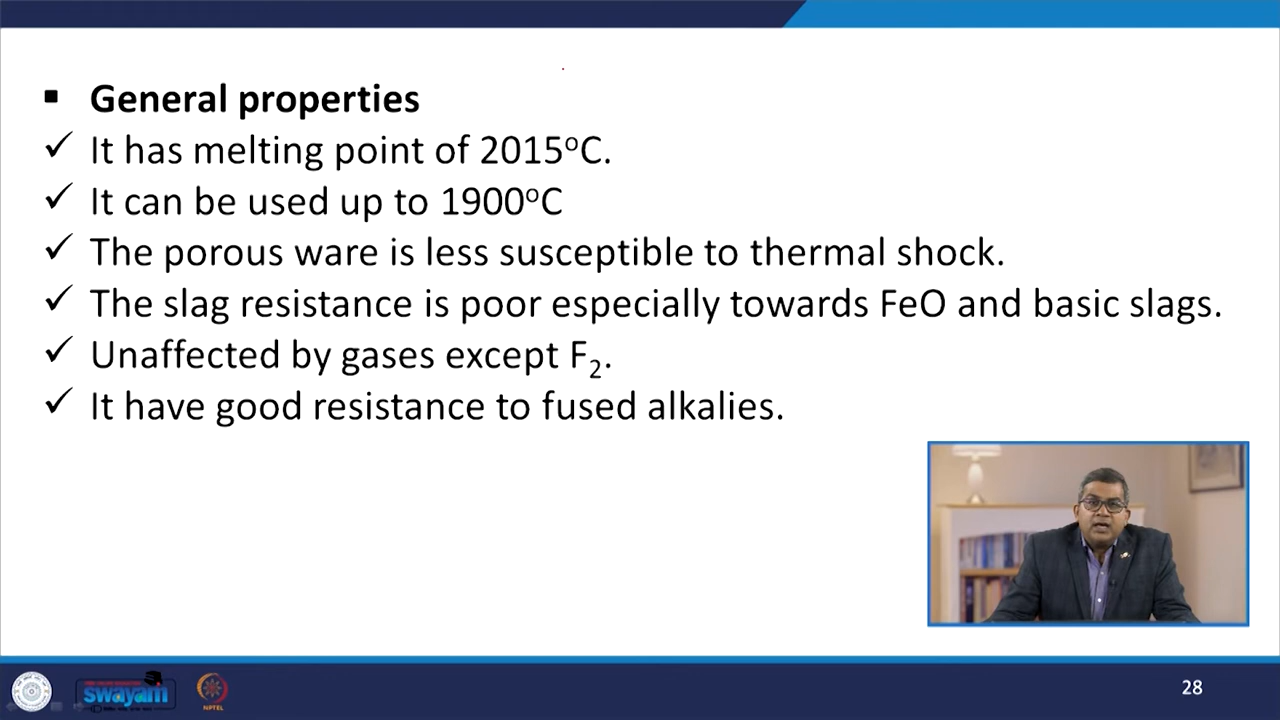 ▪ General properties
✓ It has melting point of 2015°C.
✓ It can be used up to 1900°C
✓ The porous ware is less susceptible to thermal shock.
✓ The slag resistance is poor especially towards FeO and basic slags.
✓ Unaffected by gases except F₂.
✓ It have good resistance to fused alkalies.
swayam
NPTEL
28